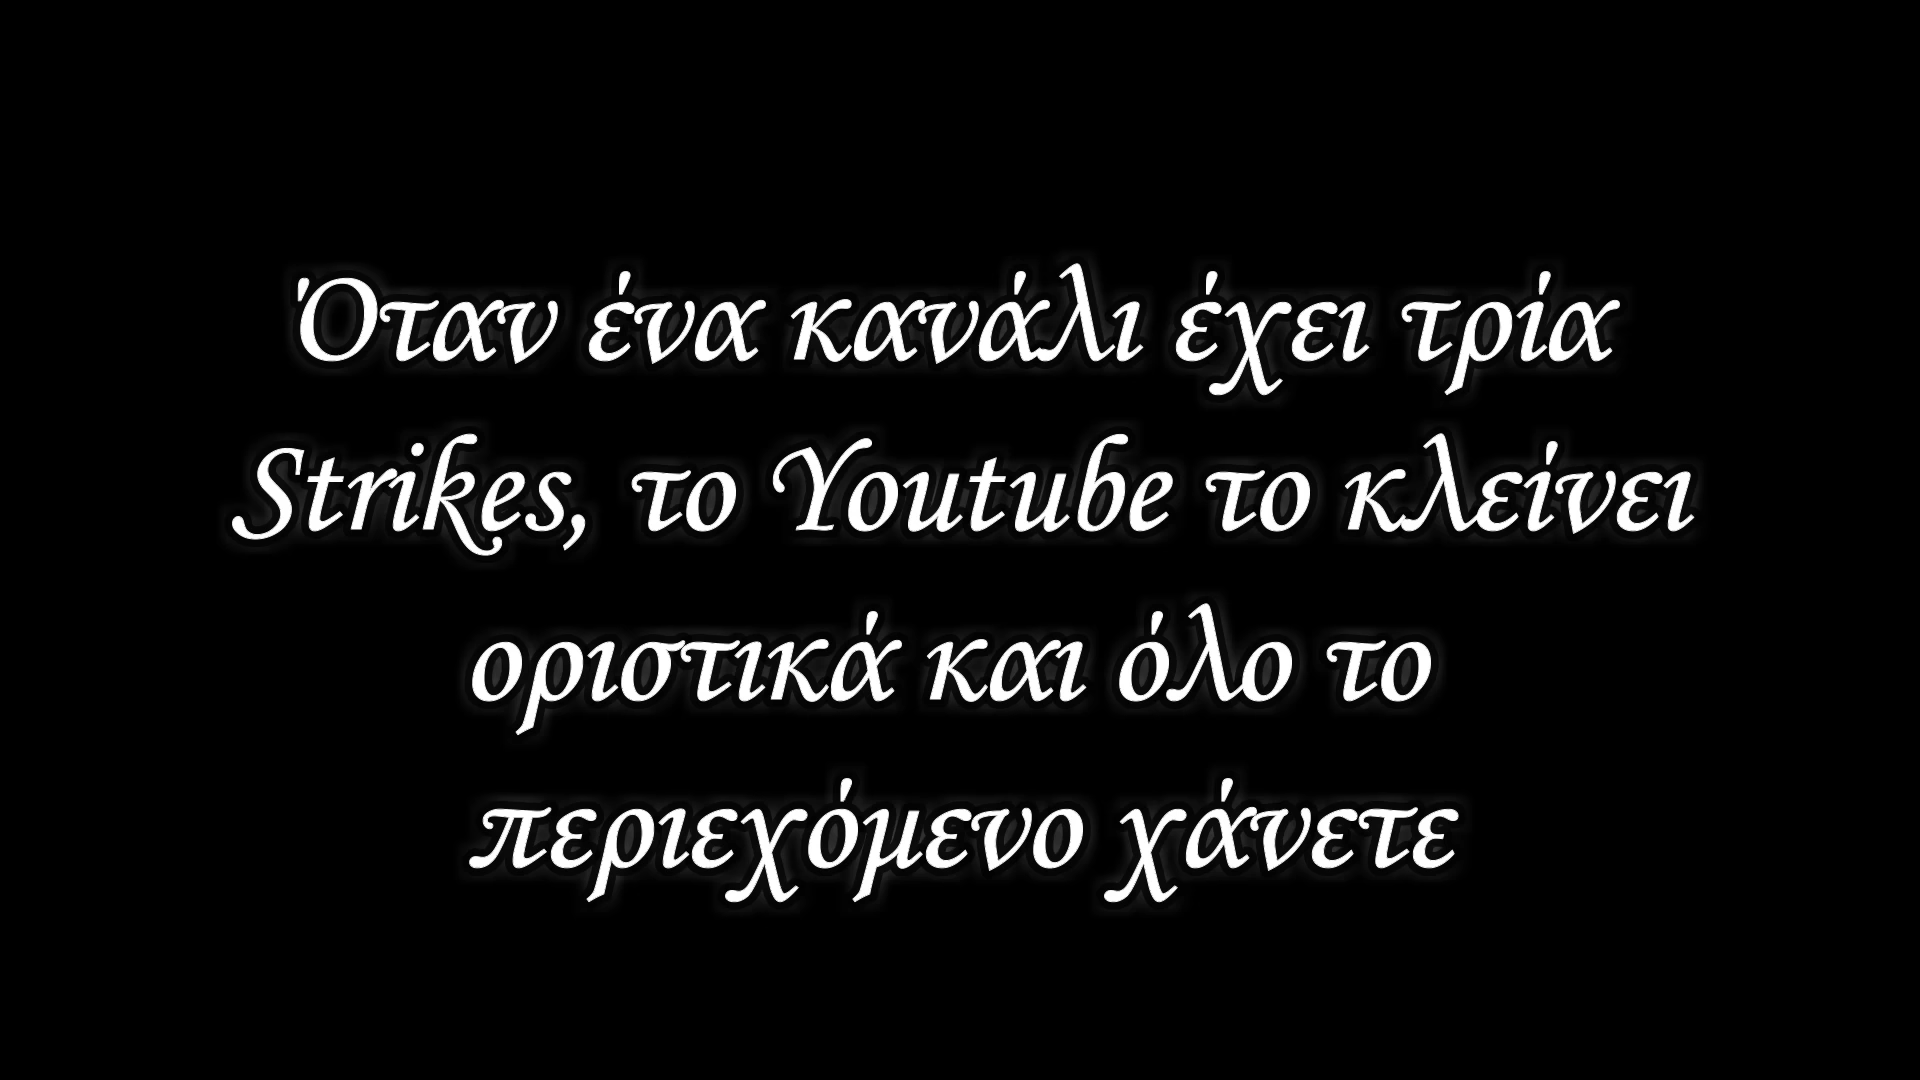 Όταν ένα κανάλι έχει τρία
Strikes, το Youtube το κλείνει
οριστικά και όλο το
περιεχόμενο χάνετε